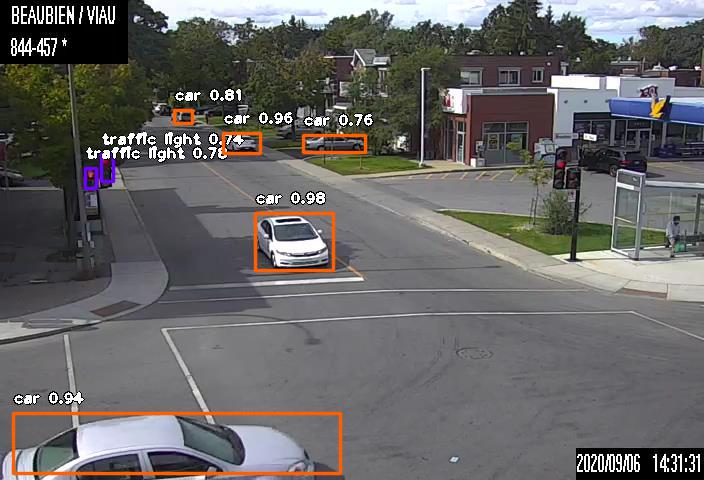 BEAUBIEN / VIAU
844-457 *
car 0.81
car 0.96
car 0.76
traffic light 0.74
traffic light 0.78
car 0.98
car 0.94
2020/09/06 14:31:31